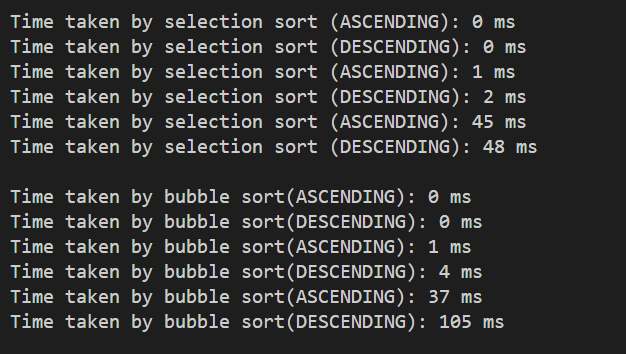 Time taken by selection sort (ASCENDING): 0 ms
Time taken by selection sort (DESCENDING): 0 ms
Time taken by selection sort (ASCENDING): 1 ms
Time taken by selection sort (DESCENDING): 2 ms
Time taken by selection sort (ASCENDING): 45 ms
Time taken by selection sort (DESCENDING): 48 ms
Time taken by bubble sort(ASCENDING): 0 ms
Time taken by bubble sort(DESCENDING): 0 ms
Time taken by bubble sort(ASCENDING): 1 ms
Time taken by bubble sort(DESCENDING): 4 ms
Time taken by bubble sort(ASCENDING): 37 ms
Time taken by bubble sort(DESCENDING): 105 ms